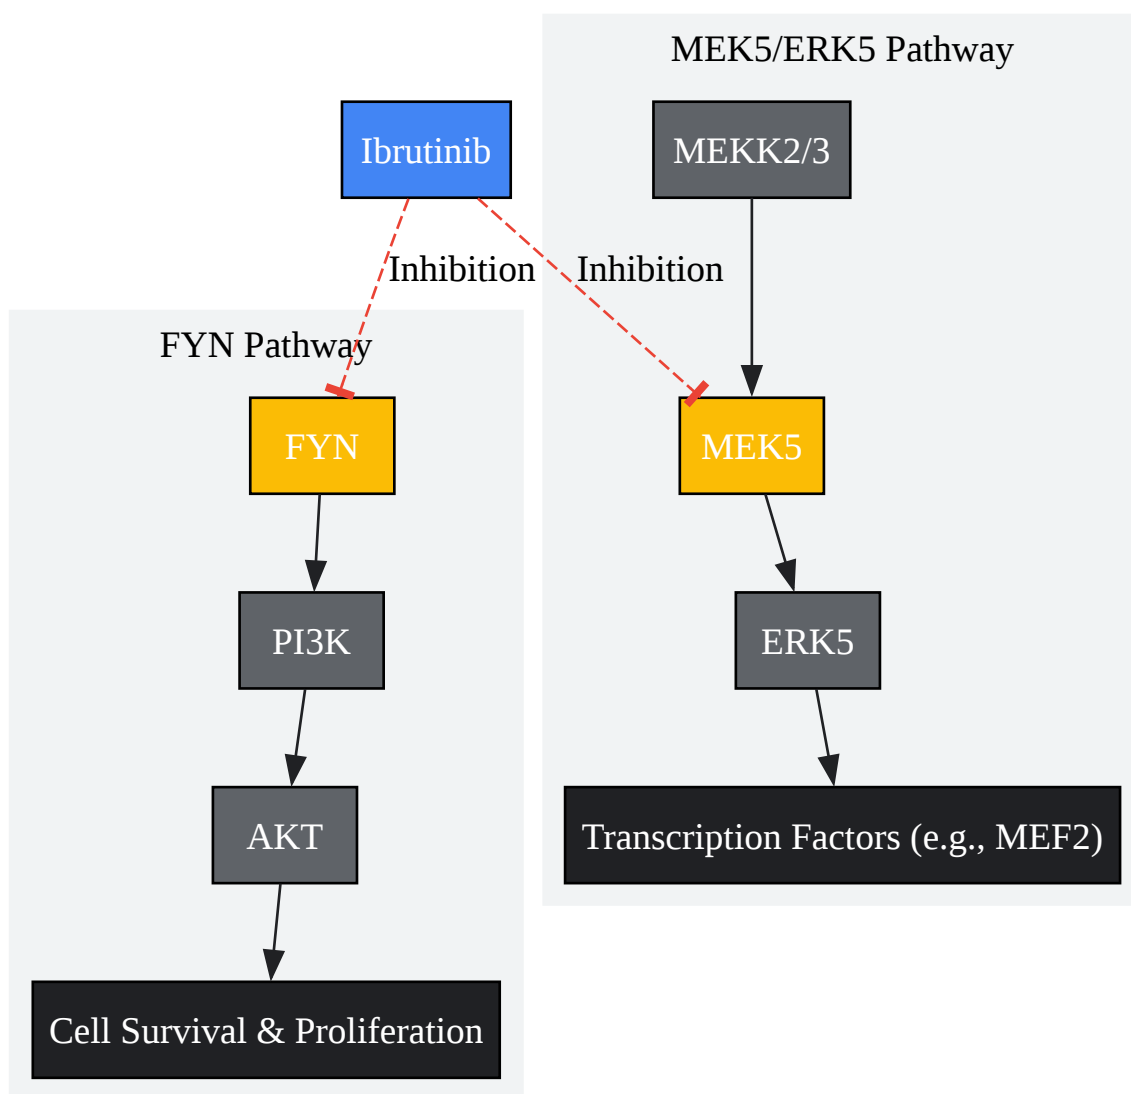 MEK5/ERK5 Pathway
Ibrutinib
MEKK2/3
Inhibition
Inhibition
FYN Pathway
FYN
MEK5
PI3K
ERK5
AKT
Transcription Factors (e.g., MEF2)
Cell Survival & Proliferation